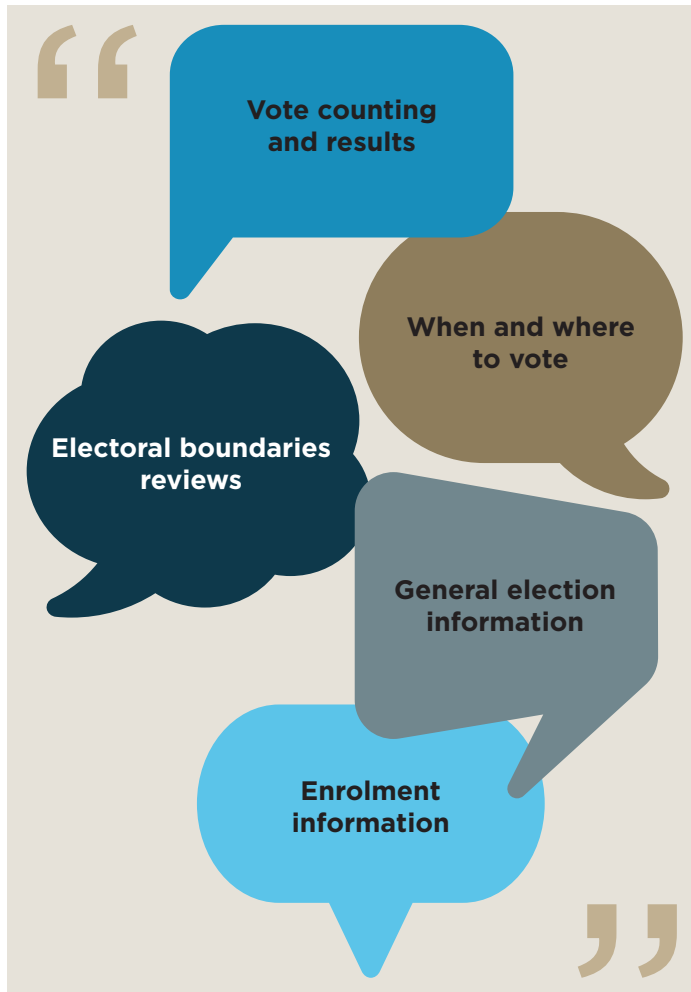 “
Vote counting
and results
When and where
to vote
Electoral boundaries
reviews
General election
information
Enrolment
information
”